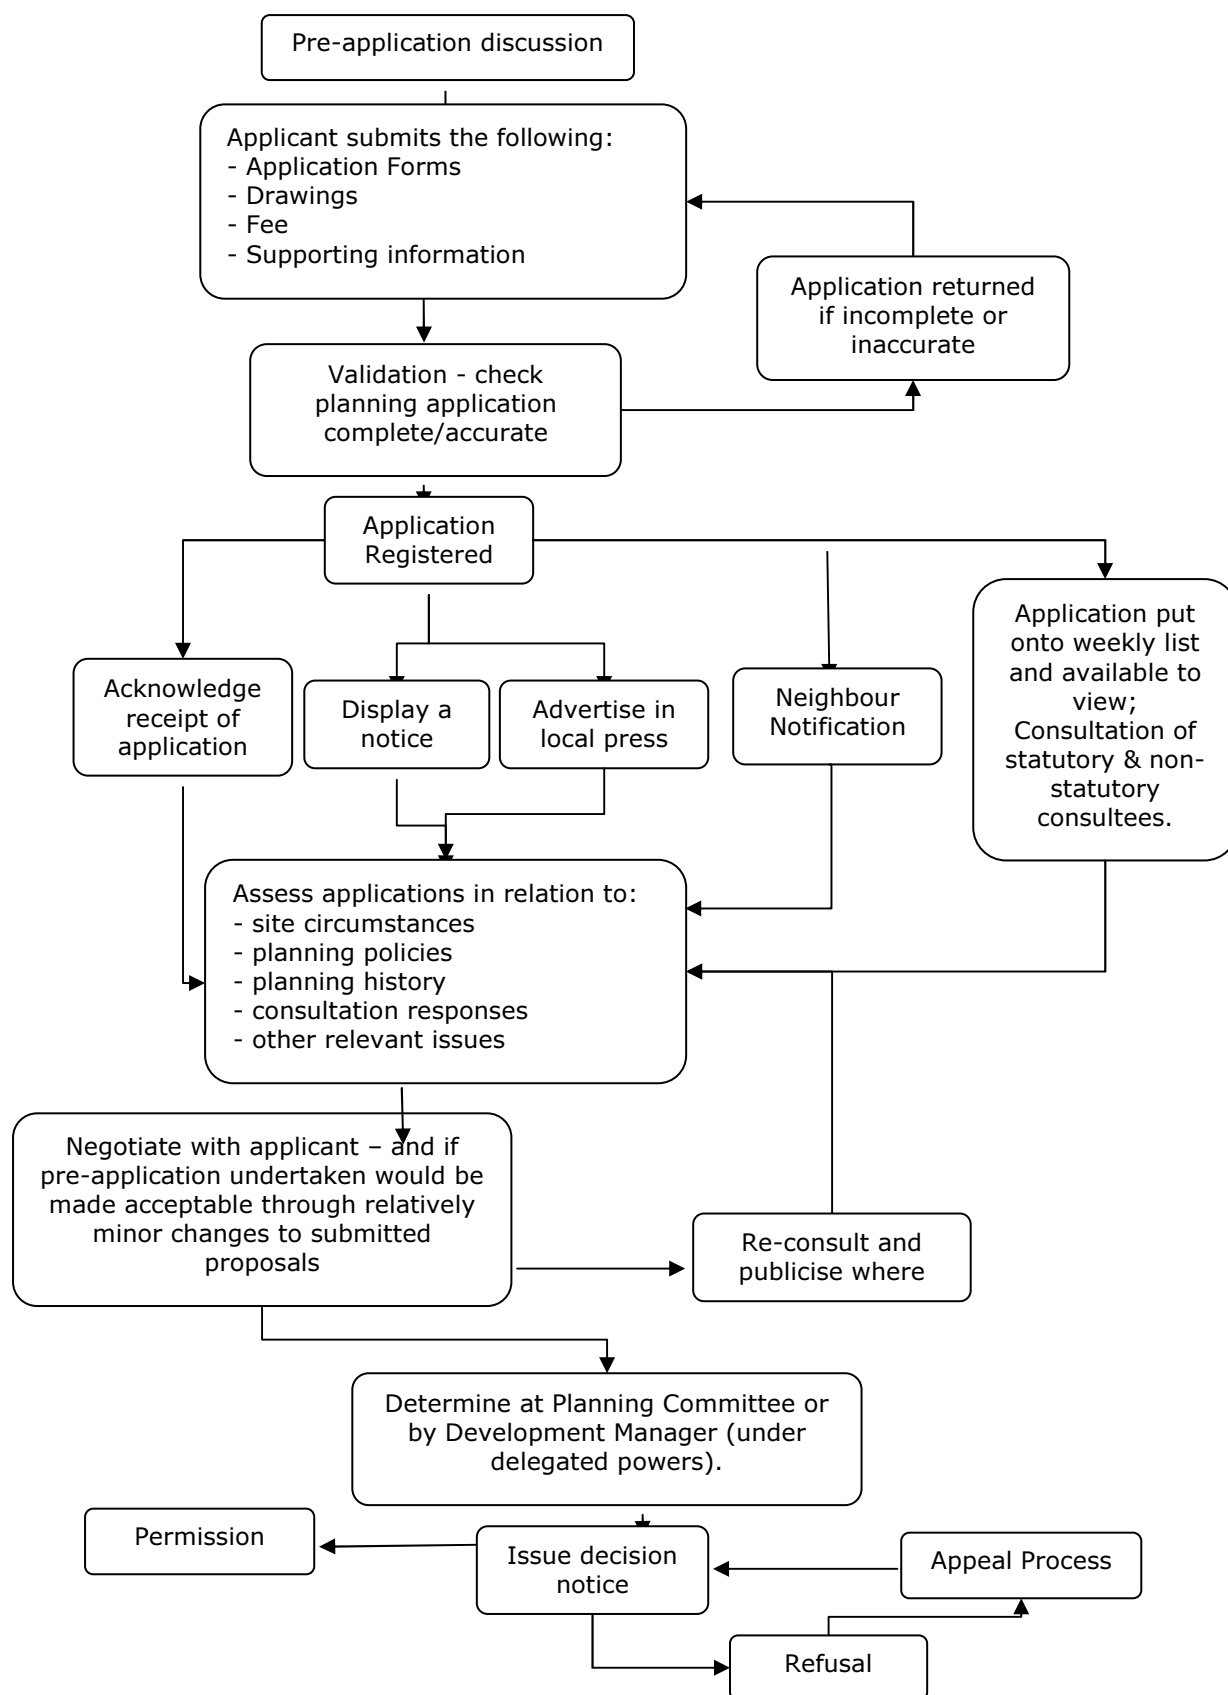 Pre-application discussion
Applicant submits the following:
- Application Forms
- Drawings
- Fee
- Supporting information
Application returned
if incomplete or
inaccurate
Validation - check
planning application
complete/accurate
Application
Registered
Acknowledge
receipt of
application
Display a
notice
Advertise in
local press
Neighbour
Notification
Application put
onto weekly list
and available to
view;
Consultation of
statutory & non-
statutory
consultees.
Assess applications in relation to:
- site circumstances
- planning policies
- planning history
- consultation responses
- other relevant issues
Negotiate with applicant – and if
pre-application undertaken would be
made acceptable through relatively
minor changes to submitted
proposals
Re-consult and
publicise where
Determine at Planning Committee or
by Development Manager (under
delegated powers).
Permission
Issue decision
notice
Appeal Process
Refusal